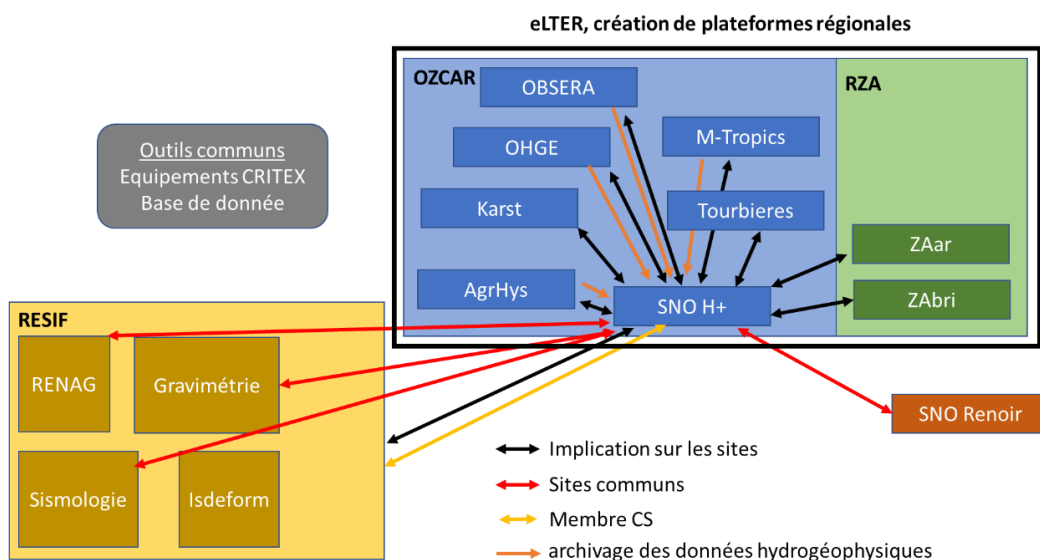 eLTER, création de plateformes régionales
OZCAR
RZA
OBSERA
OHGE
M-Tropics
Karst
Tourbieres
AgrHys
SNO H+
ZAar
ZAbri
Outils communs
Equipements CRITEX
Base de donnée
RESIF
RENAG
Gravimétrie
Sismologie
Isdeform
SNO Renoir
Implication sur les sites
Sites communs
Membre CS
archivage des données hydrogéophysiques